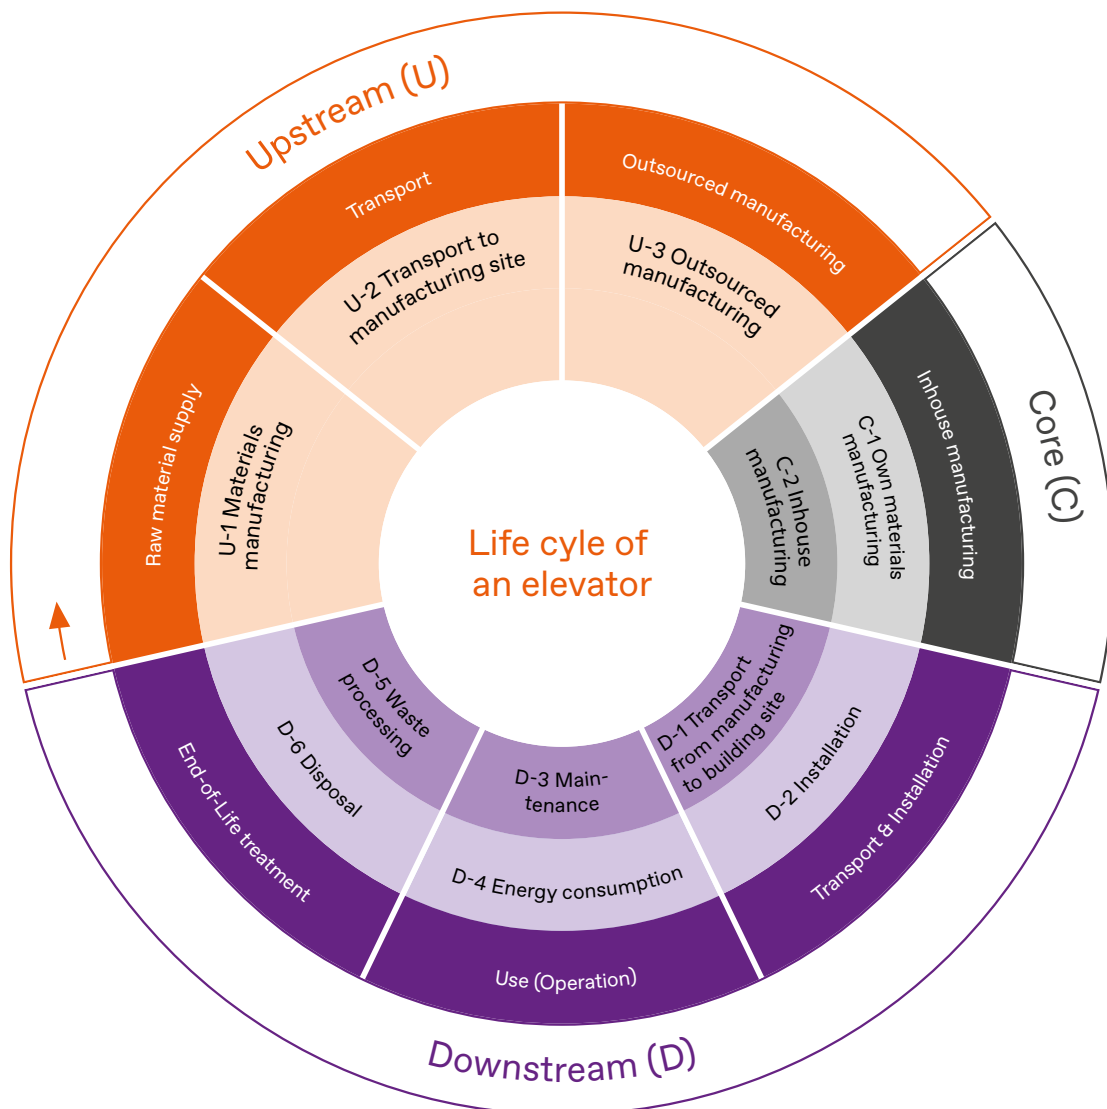 Upstream (U)
Transport
Outsourced manufacturing
U-2 Transport to
manufacturing site
U-3 Outsourced
manufacturing
Raw material supply
U-1 Materials
manufacturing
Core (C)
Inhouse manufacturing
C-1 Own materials
manufacturing
C-2 Inhouse
manufacturing
Life cyle of
an elevator
D-1 Transport
from manufacturing
to building site
D-2 Installation
Transport & Installation
D-3 Main-
tenance
D-4 Energy consumption
Use (Operation)
D-5 Waste
processing
D-6 Disposal
End-of-Life treatment
Downstream (D)